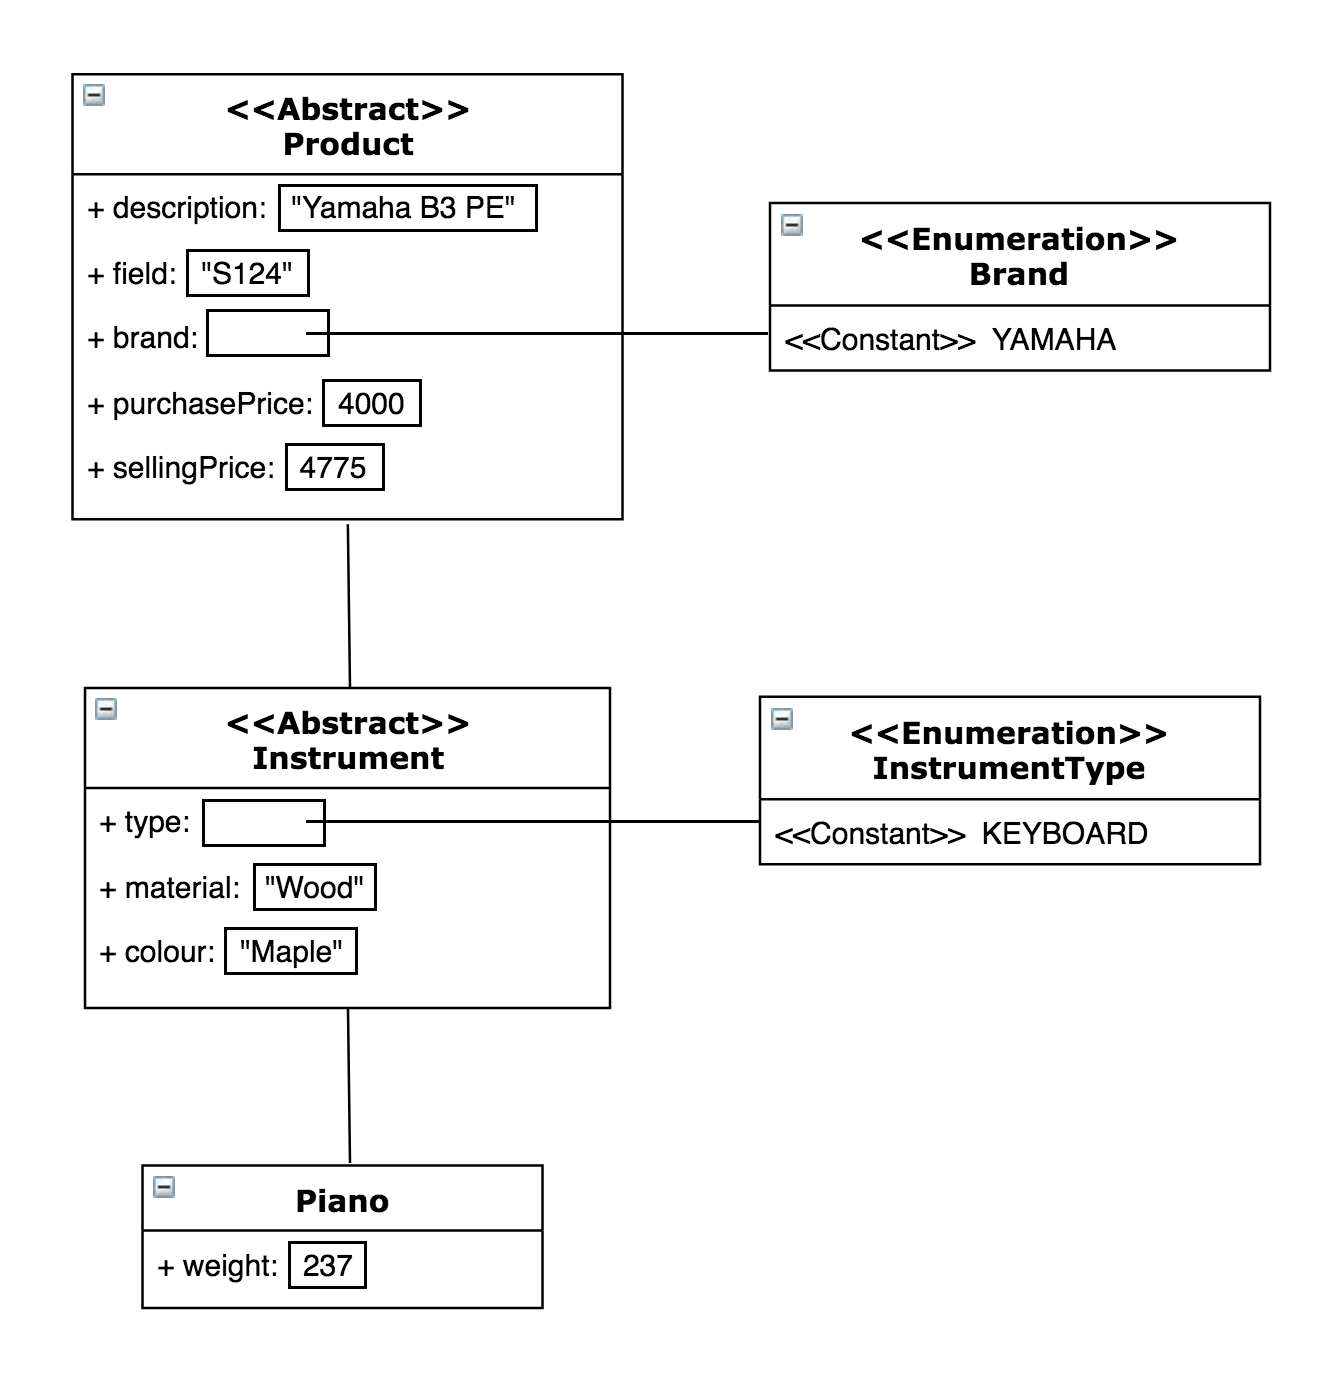 <<Abstract>>
Product
+ description: "Yamaha B3 PE"
+ field: "S124"
+ brand:
+ purchasePrice: 4000
+ sellingPrice: 4775
<<Enumeration>>
Brand
<<Constant>> YAMAHA
<<Abstract>>
Instrument
+ type:
+ material: "Wood"
+ colour: "Maple"
<<Enumeration>>
InstrumentType
<<Constant>> KEYBOARD
Piano
+ weight: 237